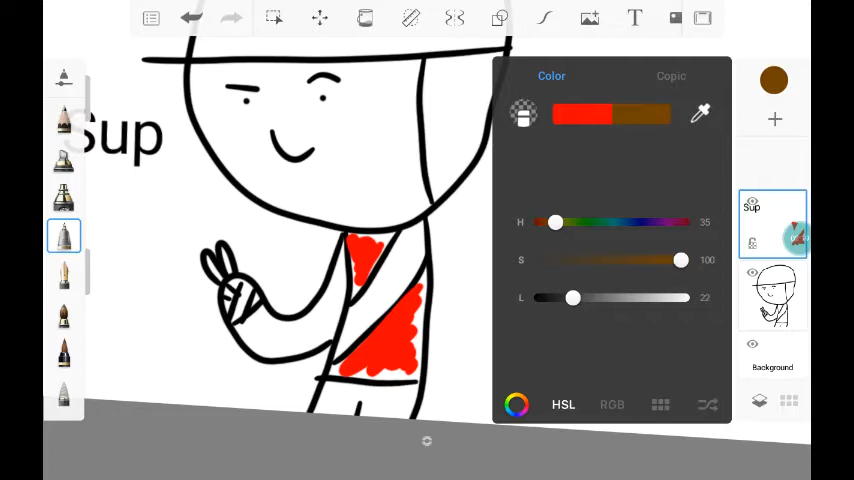 T
Color
Copic
Sup
H
35
Sup
S
100
L
22
Background
HSL
RGB